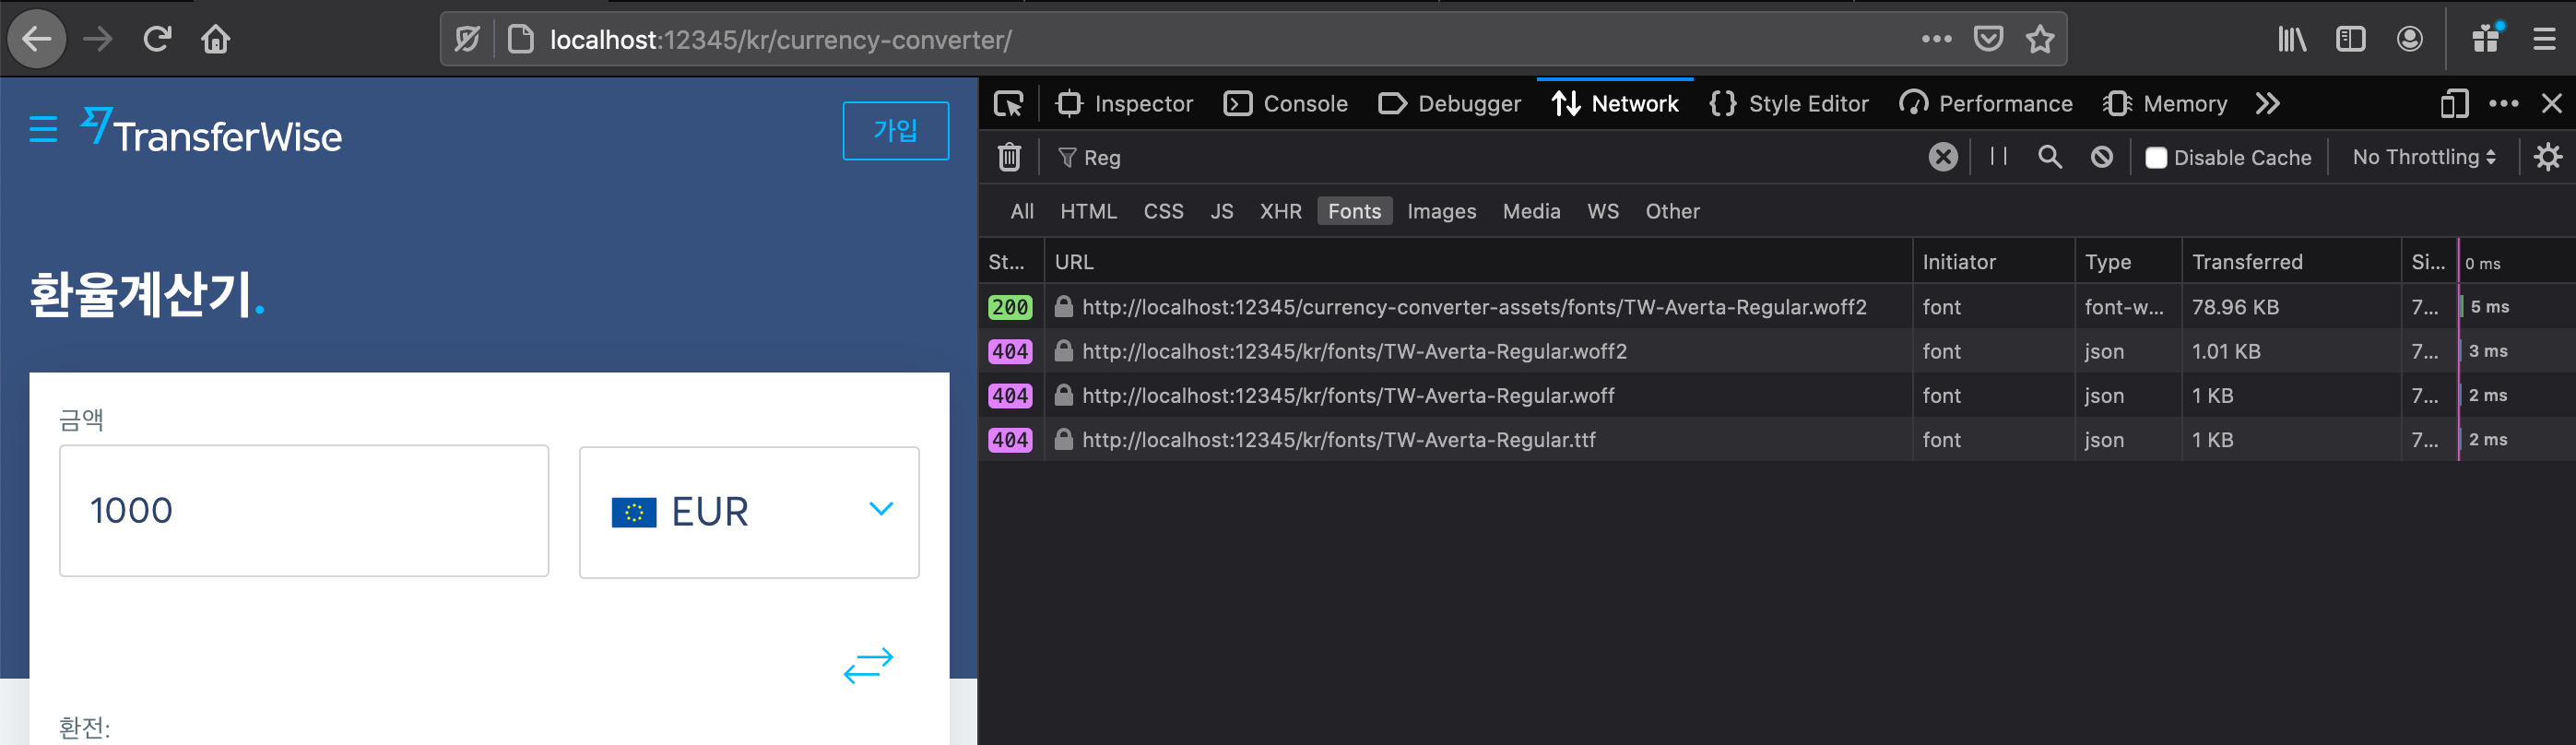 localhost:12345/kr/currency-converter/
TransferWise
가입
환율계산기.
금액
1000
EUR
환전:
Inspector
Console
Debugger
Network
Style Editor
Performance
Memory
Reg
Disable Cache
No Throttling
All HTML CSS JS XHR Fonts Images Media WS Other
St... URL Initiator Type Transferred Si... 0 ms
200 http://localhost:12345/currency-converter-assets/fonts/TW-Averta-Regular.woff2 font font-w... 78.96 KB 7... 5 ms
404 http://localhost:12345/kr/fonts/TW-Averta-Regular.woff2 font json 1.01 KB 7... 3 ms
404 http://localhost:12345/kr/fonts/TW-Averta-Regular.woff font json 1 KB 7... 2 ms
404 http://localhost:12345/kr/fonts/TW-Averta-Regular.ttf font json 1 KB 7... 2 ms